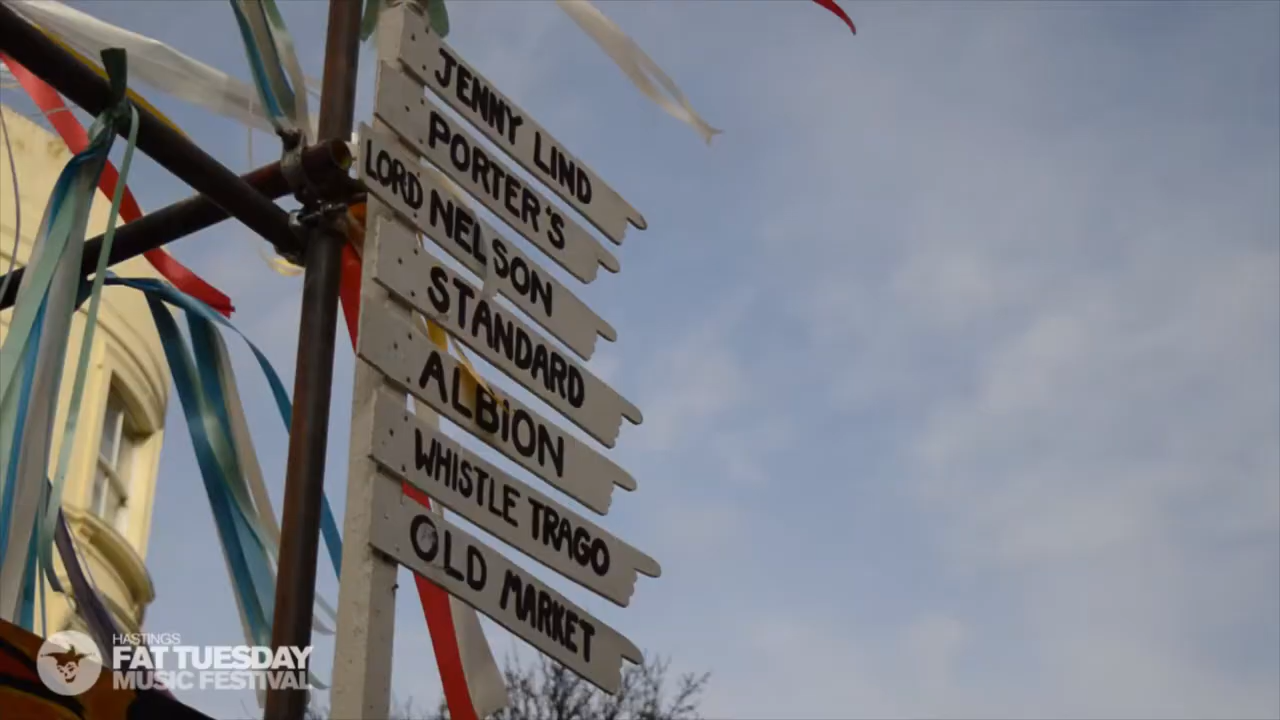 JENNY LIND
PORTER'S
LORD NELSON
STANDARD
ALBION
WHISTLE TRAGO
OLD MARKET
HASTINGS
FAT TUESDAY
MUSIC FESTIVAL